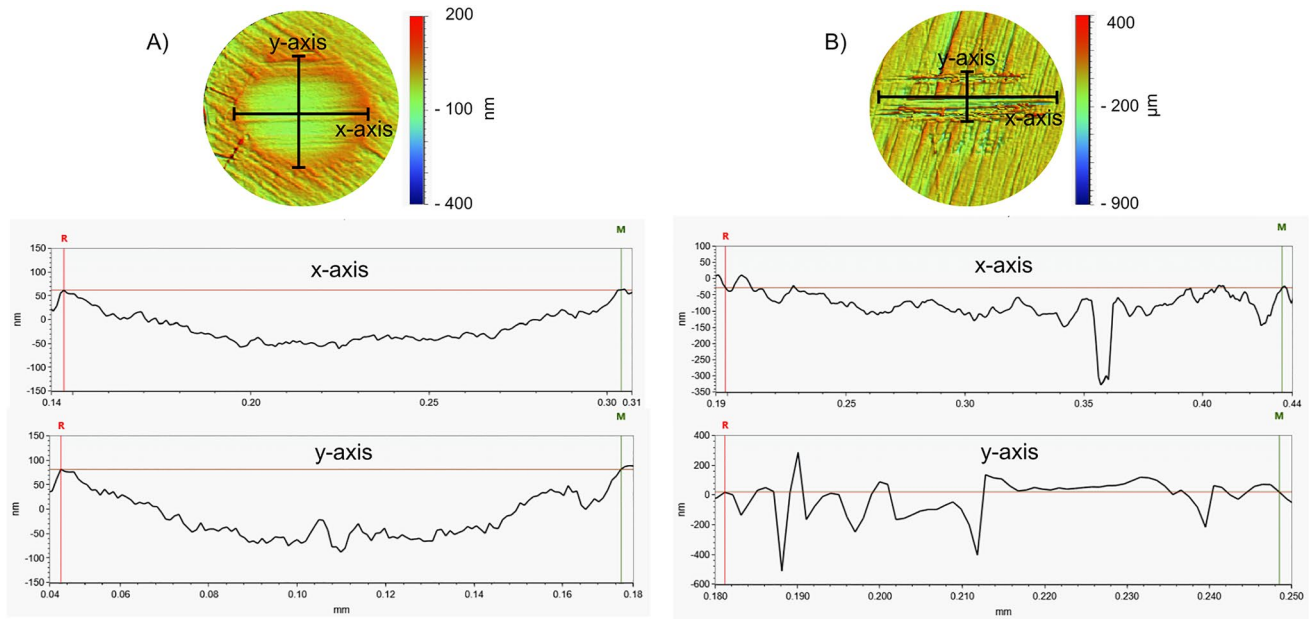 A)
y-axis
x-axis
200
- 100
- 400
nm
B)
y-axis
x-axis
400
- 200
- 900
µm
R
M
x-axis
150
100
50
0
-50
-100
-150
nm
0.14
0.20
0.25
0.30
0.31
R
M
y-axis
150
100
50
0
-50
-100
-150
nm
0.04
0.06
0.08
0.10
0.12
0.14
0.16
0.18
mm
R
M
x-axis
100
50
0
-50
-100
-150
-200
-250
-300
-350
nm
0.19
0.25
0.30
0.35
0.40
0.44
R
M
y-axis
400
200
0
-200
-400
-600
nm
0.180
0.190
0.200
0.210
0.220
0.230
0.240
0.250
mm